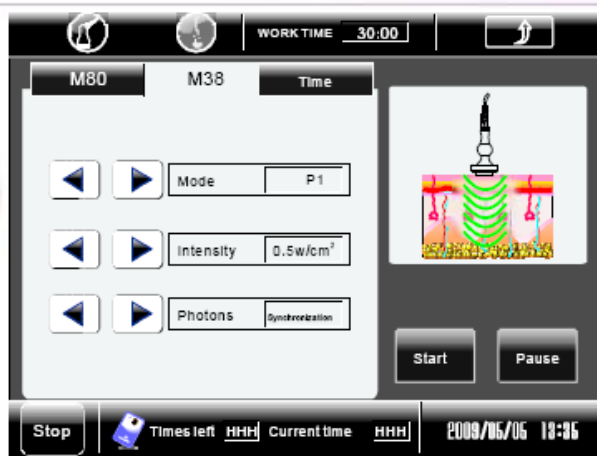 WORK TIME 30:00
M80 M38 Time
Mode P1
Intensity 0.5w/cm²
Photons Synchronization
Start Pause
Stop Times left HHH Current time HHH 2009/05/05 13:35